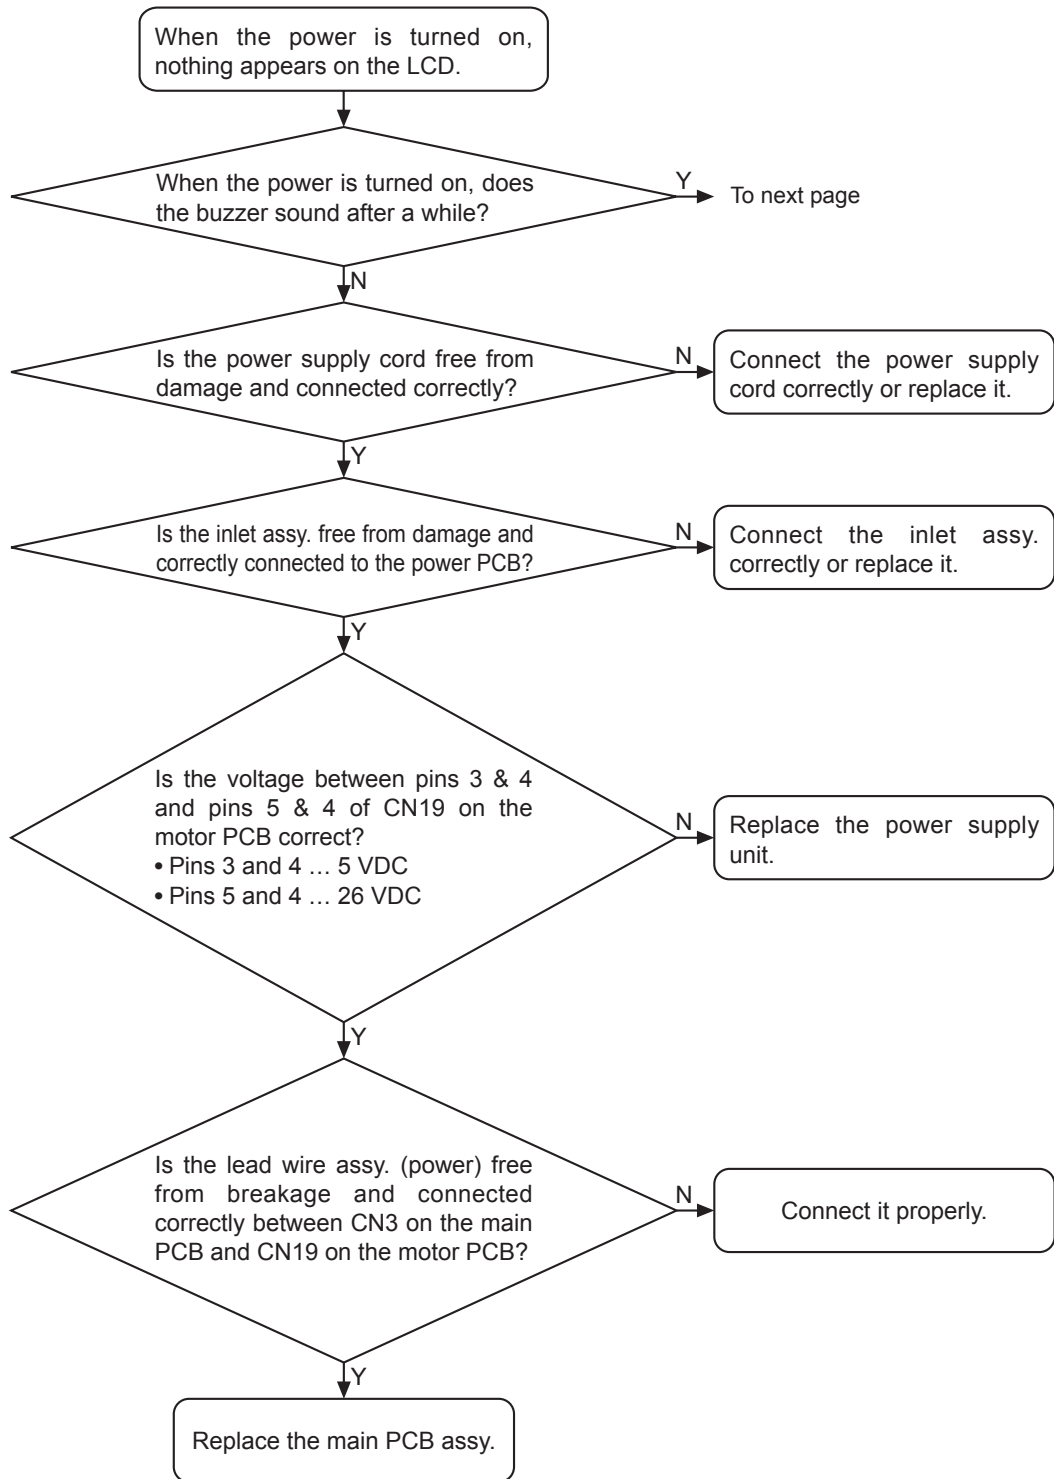 When the power is turned on,
nothing appears on the LCD.
When the power is turned on, does
the buzzer sound after a while?
Y
To next page
N
Is the power supply cord free from
damage and connected correctly?
N
Connect the power supply
cord correctly or replace it.
Y
Is the inlet assy. free from damage and
correctly connected to the power PCB?
N
Connect the inlet assy.
correctly or replace it.
Y
Is the voltage between pins 3 & 4
and pins 5 & 4 of CN19 on the
motor PCB correct?
• Pins 3 and 4 … 5 VDC
• Pins 5 and 4 … 26 VDC
N
Replace the power supply
unit.
Y
Is the lead wire assy. (power) free
from breakage and connected
correctly between CN3 on the main
PCB and CN19 on the motor PCB?
N
Connect it properly.
Y
Replace the main PCB assy.